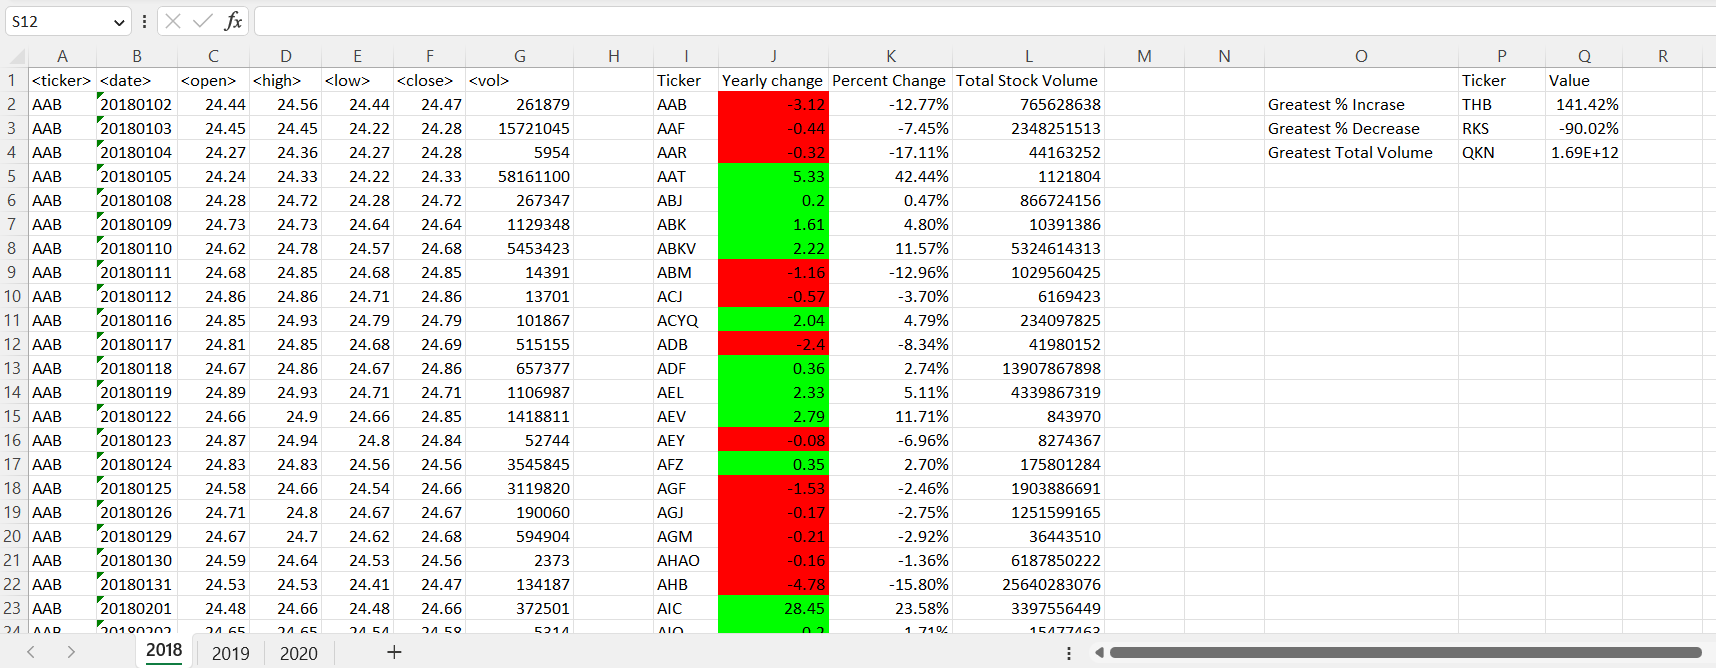 S12 fx
A B C D E F G H I J K L M N O P Q R
1 <ticker> <date> <open> <high> <low> <close> <vol> Ticker Yearly change Percent Change Total Stock Volume Ticker Value
2 AAB 20180102 24.44 24.56 24.44 24.47 261879 AAB -3.12 -12.77% 765628638 Greatest % Incrase THB 141.42%
3 AAB 20180103 24.45 24.45 24.22 24.28 15721045 AAF -0.44 -7.45% 2348251513 Greatest % Decrease RKS -90.02%
4 AAB 20180104 24.27 24.36 24.27 24.28 5954 AAR -0.32 -17.11% 44163252 Greatest Total Volume QKN 1.69E+12
5 AAB 20180105 24.24 24.33 24.22 24.33 58161100 AAT 5.33 42.44% 1121804
6 AAB 20180108 24.28 24.72 24.28 24.72 267347 ABJ 0.2 0.47% 866724156
7 AAB 20180109 24.73 24.73 24.64 24.64 1129348 ABK 1.61 4.80% 10391386
8 AAB 20180110 24.62 24.78 24.57 24.68 5453423 ABKV 2.22 11.57% 5324614313
9 AAB 20180111 24.68 24.85 24.68 24.85 14391 ABM -1.16 -12.96% 1029560425
10 AAB 20180112 24.86 24.86 24.71 24.86 13701 ACJ -0.57 -3.70% 6169423
11 AAB 20180116 24.85 24.93 24.79 24.79 101867 ACYQ 2.04 4.79% 234097825
12 AAB 20180117 24.81 24.85 24.68 24.69 515155 ADB -2.4 -8.34% 41980152
13 AAB 20180118 24.67 24.86 24.67 24.86 657377 ADF 0.36 2.74% 13907867898
14 AAB 20180119 24.89 24.93 24.71 24.71 1106987 AEL 2.33 5.11% 4339867319
15 AAB 20180122 24.66 24.9 24.66 24.85 1418811 AEV 2.79 11.71% 843970
16 AAB 20180123 24.87 24.94 24.8 24.84 52744 AEY -0.08 -6.96% 8274367
17 AAB 20180124 24.83 24.83 24.56 24.56 3545845 AFZ 0.35 2.70% 175801284
18 AAB 20180125 24.58 24.66 24.54 24.66 3119820 AGF -1.53 -2.46% 1903886691
19 AAB 20180126 24.71 24.8 24.67 24.67 190060 AGJ -0.17 -2.75% 1251599165
20 AAB 20180129 24.67 24.7 24.62 24.68 594904 AGM -0.21 -2.92% 36443510
21 AAB 20180130 24.59 24.64 24.53 24.56 2373 AHAO -0.16 -1.36% 6187850222
22 AAB 20180131 24.53 24.53 24.41 24.47 134187 AHB -4.78 -15.80% 25640283076
23 AAB 20180201 24.48 24.66 24.48 24.66 372501 AIC 28.45 23.58% 3397556449
24 AAB 20180202 24.65 24.65 24.54 24.58 5314 0.2 1.71% 15477463
2018 2019 2020 +